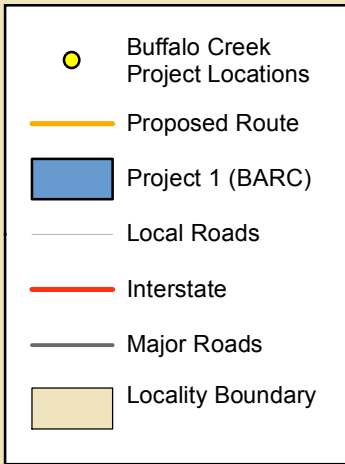 Buffalo Creek
Project Locations
Proposed Route
Project 1 (BARC)
Local Roads
Interstate
Major Roads
Locality Boundary